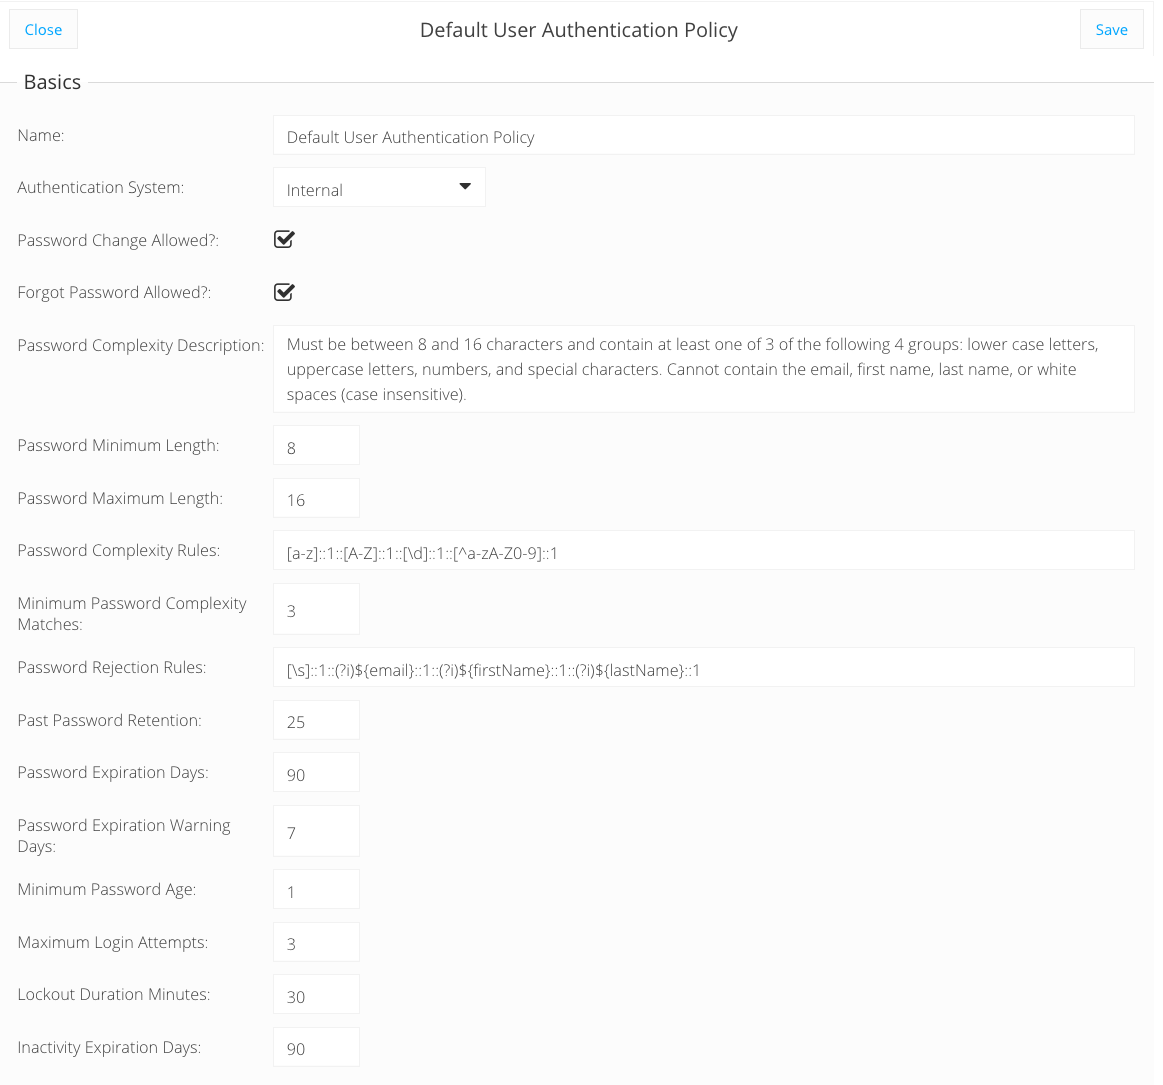 Close
Default User Authentication Policy
Save
Basics
Name:
Default User Authentication Policy
Authentication System:
Internal
Password Change Allowed?:
Forgot Password Allowed?:
Password Complexity Description:
Must be between 8 and 16 characters and contain at least one of 3 of the following 4 groups: lower case letters,
uppercase letters, numbers, and special characters. Cannot contain the email, first name, last name, or white
spaces (case insensitive).
Password Minimum Length:
8
Password Maximum Length:
16
Password Complexity Rules:
[a-z]::1::[A-Z]::1::[\d]::1::[^a-zA-Z0-9]::1
Minimum Password Complexity
Matches:
3
Password Rejection Rules:
[\s]::1::(?i)${email}::1::(?i)${firstName}::1::(?i)${lastName}::1
Past Password Retention:
25
Password Expiration Days:
90
Password Expiration Warning
Days:
7
Minimum Password Age:
1
Maximum Login Attempts:
3
Lockout Duration Minutes:
30
Inactivity Expiration Days:
90